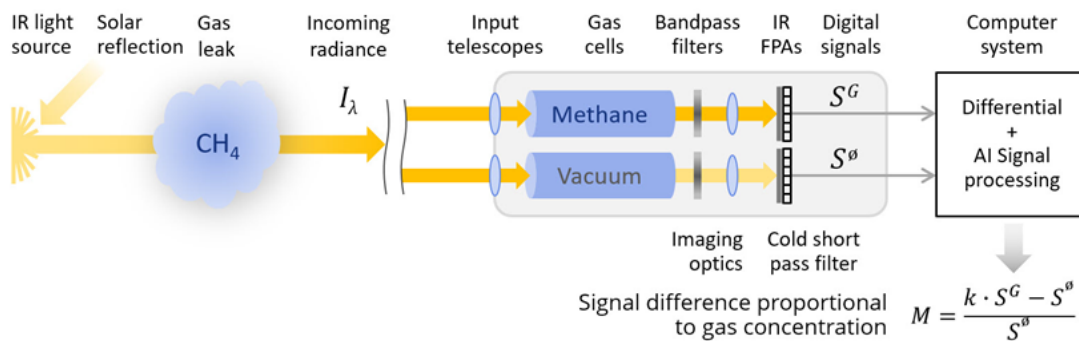 IR light
source
Solar
reflection
Gas
leak
Incoming
radiance
Input
telescopes
Gas
cells
Bandpass
filters
IR
FPAs
Digital
signals
Computer
system
CH₄
I_λ
Methane
Vacuum
S^G
S^ø
Differential
+
AI Signal
processing
Imaging
optics
Cold short
pass filter
Signal difference proportional
to gas concentration
M = (k · S^G − S^ø) / S^ø